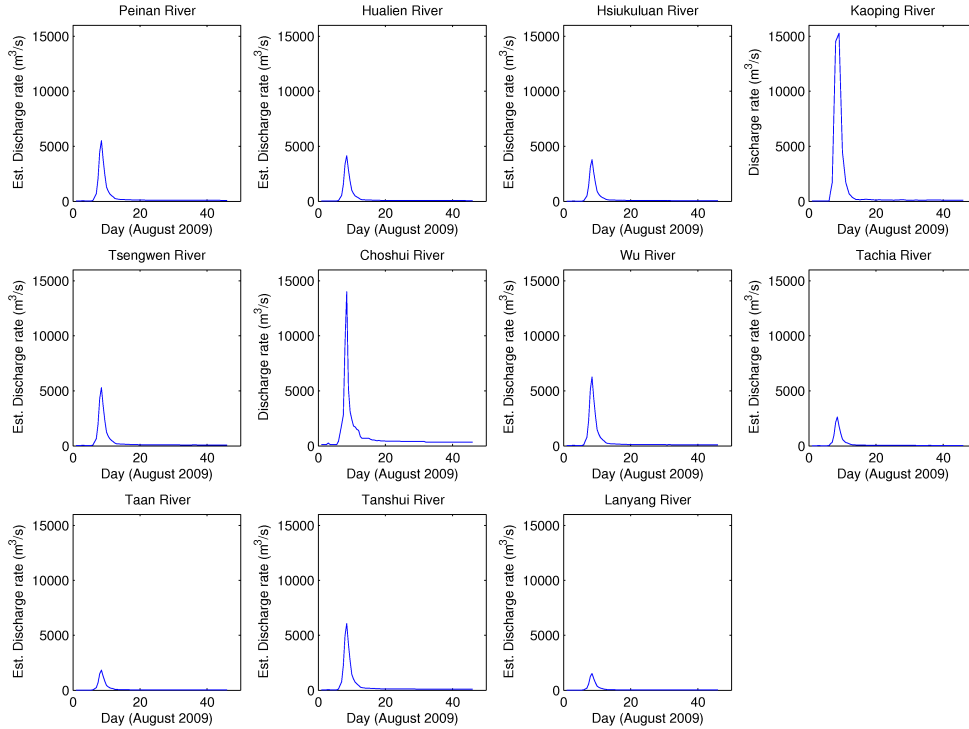 Peinan River
Est. Discharge rate (m³/s)
15000
10000
5000
0
0 20 40
Day (August 2009)
Hualien River
Est. Discharge rate (m³/s)
15000
10000
5000
0
0 20 40
Day (August 2009)
Hsiukuluan River
Est. Discharge rate (m³/s)
15000
10000
5000
0
0 20 40
Day (August 2009)
Kaoping River
Discharge rate (m³/s)
15000
10000
5000
0
0 20 40
Day (August 2009)
Tsengwen River
Est. Discharge rate (m³/s)
15000
10000
5000
0
0 20 40
Day (August 2009)
Choshui River
Discharge rate (m³/s)
15000
10000
5000
0
0 20 40
Day (August 2009)
Wu River
Est. Discharge rate (m³/s)
15000
10000
5000
0
0 20 40
Day (August 2009)
Tachia River
Est. Discharge rate (m³/s)
15000
10000
5000
0
0 20 40
Day (August 2009)
Taan River
Est. Discharge rate (m³/s)
15000
10000
5000
0
0 20 40
Day (August 2009)
Tanshui River
Est. Discharge rate (m³/s)
15000
10000
5000
0
0 20 40
Day (August 2009)
Lanyang River
Est. Discharge rate (m³/s)
15000
10000
5000
0
0 20 40
Day (August 2009)